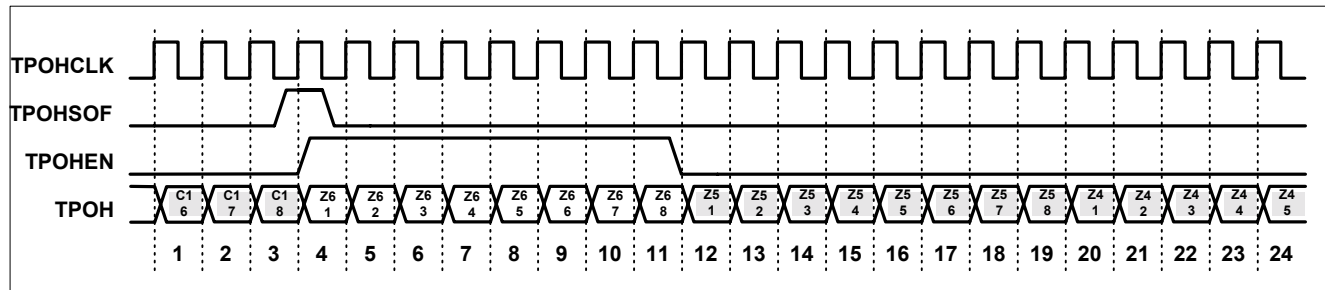 TPOHCLK
TPOHSOF
TPOHEN
TPOH
C1 C1 C1 Z6 Z6 Z6 Z6 Z6 Z6 Z6 Z6 Z5 Z5 Z5 Z5 Z5 Z5 Z5 Z5 Z4 Z4 Z4 Z4 Z4
6 7 8 1 2 3 4 5 6 7 8 1 2 3 4 5 6 7 8 1 2 3 4 5
1 2 3 4 5 6 7 8 9 10 11 12 13 14 15 16 17 18 19 20 21 22 23 24